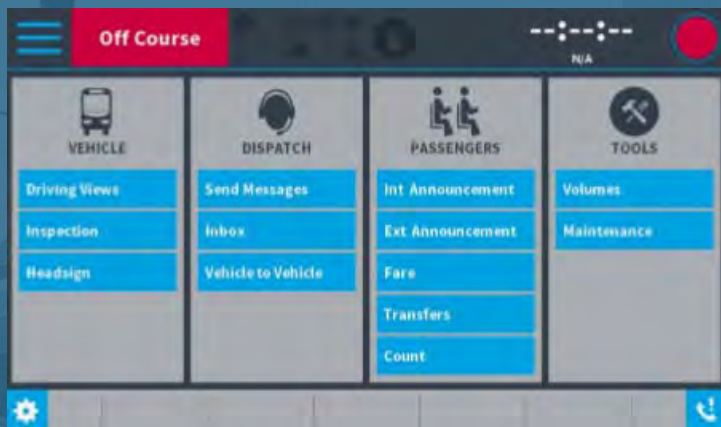 Off Course
--:--:--
N/A
VEHICLE
Driving Views
Inspection
Headsign
DISPATCH
Send Messages
Inbox
Vehicle to Vehicle
PASSENGERS
Int Announcement
Ext Announcement
Fare
Transfers
Count
TOOLS
Volumes
Maintenance